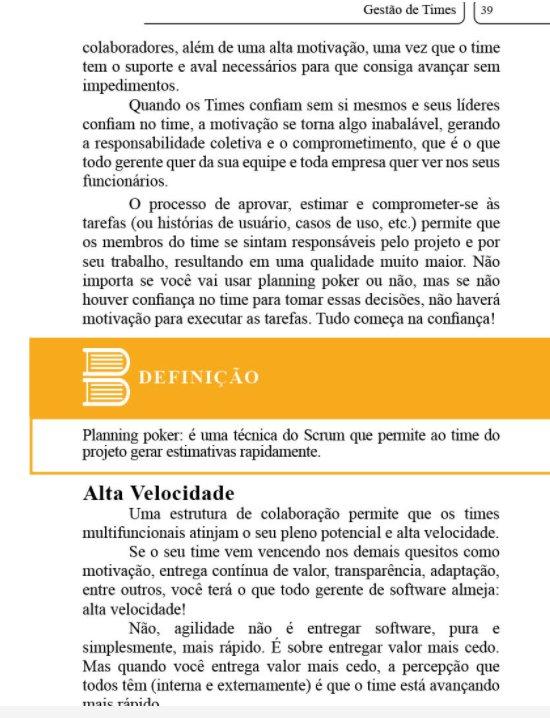 Gestão de Times 39
colaboradores, além de uma alta motivação, uma vez que o time
tem o suporte e aval necessários para que consiga avançar sem
impedimentos.
Quando os Times confiam sem si mesmos e seus líderes
confiam no time, a motivação se torna algo inabalável, gerando
a responsabilidade coletiva e o comprometimento, que é o que
todo gerente quer da sua equipe e toda empresa quer ver nos seus
funcionários.
O processo de aprovar, estimar e comprometer-se às
tarefas (ou histórias de usuário, casos de uso, etc.) permite que
os membros do time se sintam responsáveis pelo projeto e por
seu trabalho, resultando em uma qualidade muito maior. Não
importa se você vai usar planning poker ou não, mas se não
houver confiança no time para tomar essas decisões, não haverá
motivação para executar as tarefas. Tudo começa na confiança!
DEFINIÇÃO
Planning poker: é uma técnica do Scrum que permite ao time do
projeto gerar estimativas rapidamente.
Alta Velocidade
Uma estrutura de colaboração permite que os times
multifuncionais atinjam o seu pleno potencial e alta velocidade.
Se o seu time vem vencendo nos demais quesitos como
motivação, entrega contínua de valor, transparência, adaptação,
entre outros, você terá o que todo gerente de software almeja:
alta velocidade!
Não, agilidade não é entregar software, pura e
simplesmente, mais rápido. É sobre entregar valor mais cedo.
Mas quando você entrega valor mais cedo, a percepção que
todos têm (interna e externamente) é que o time está avançando
mais rápido